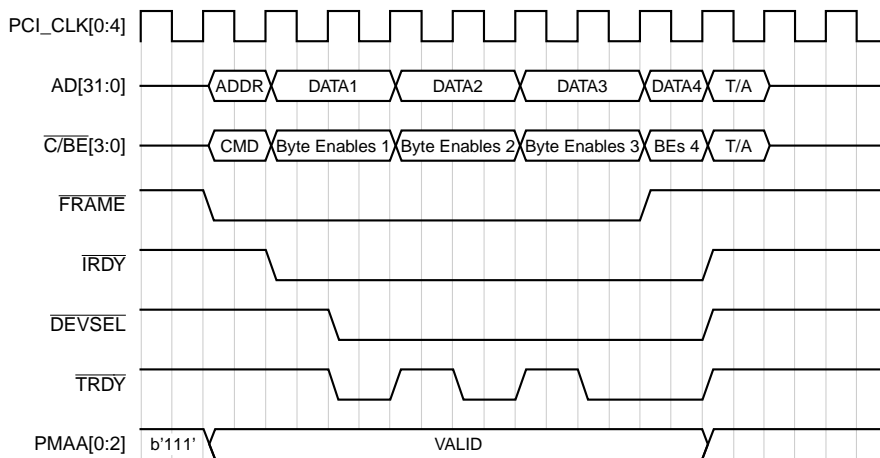 PCI_CLK[0:4]
AD[31:0] ADDR DATA1 DATA2 DATA3 DATA4 T/A
C/BE[3:0] CMD Byte Enables 1 Byte Enables 2 Byte Enables 3 BEs 4 T/A
FRAME
IRDY
DEVSEL
TRDY
PMAA[0:2] b'111' VALID